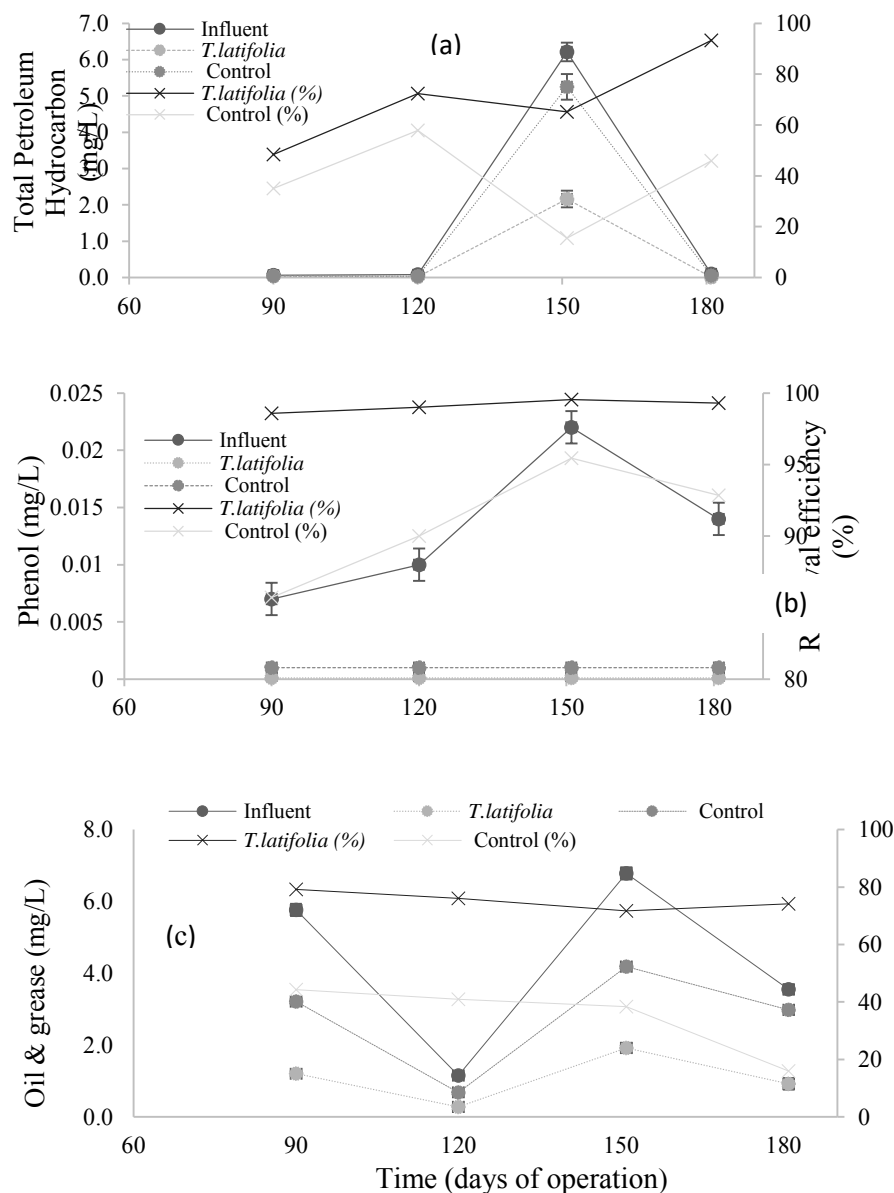 Total Petroleum
Hydrocarbon
(mg/L)
7.0
6.0
5.0
4.0
3.0
2.0
1.0
0.0
Influent
T.latifolia
Control
T.latifolia (%)
Control (%)
(a)
100
80
60
40
20
0
60
90
120
150
180
Phenol (mg/L)
0.025
0.02
0.015
0.01
0.005
0
Influent
T.latifolia
Control
T.latifolia (%)
Control (%)
100
95
90
80
val efficiency
(%)
R
(b)
60
90
120
150
180
Influent
T.latifolia
Control
T.latifolia (%)
Control (%)
Oil & grease (mg/L)
8.0
6.0
4.0
2.0
0.0
(c)
100
80
60
40
20
0
60
90
120
150
180
Time (days of operation)